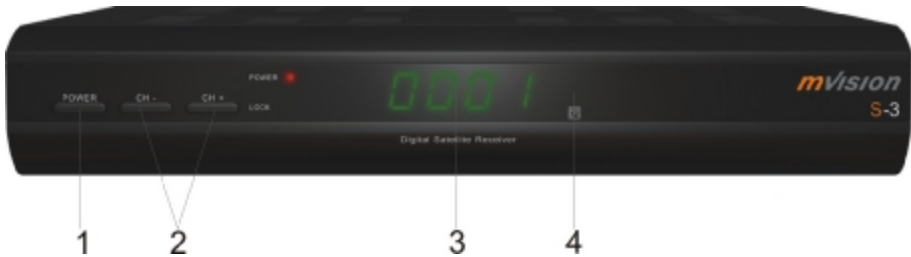 POWER
0001
mvision
POWER CH - CH +
LOCK
S-3
Digital Satellite Receiver
1 2 3 4